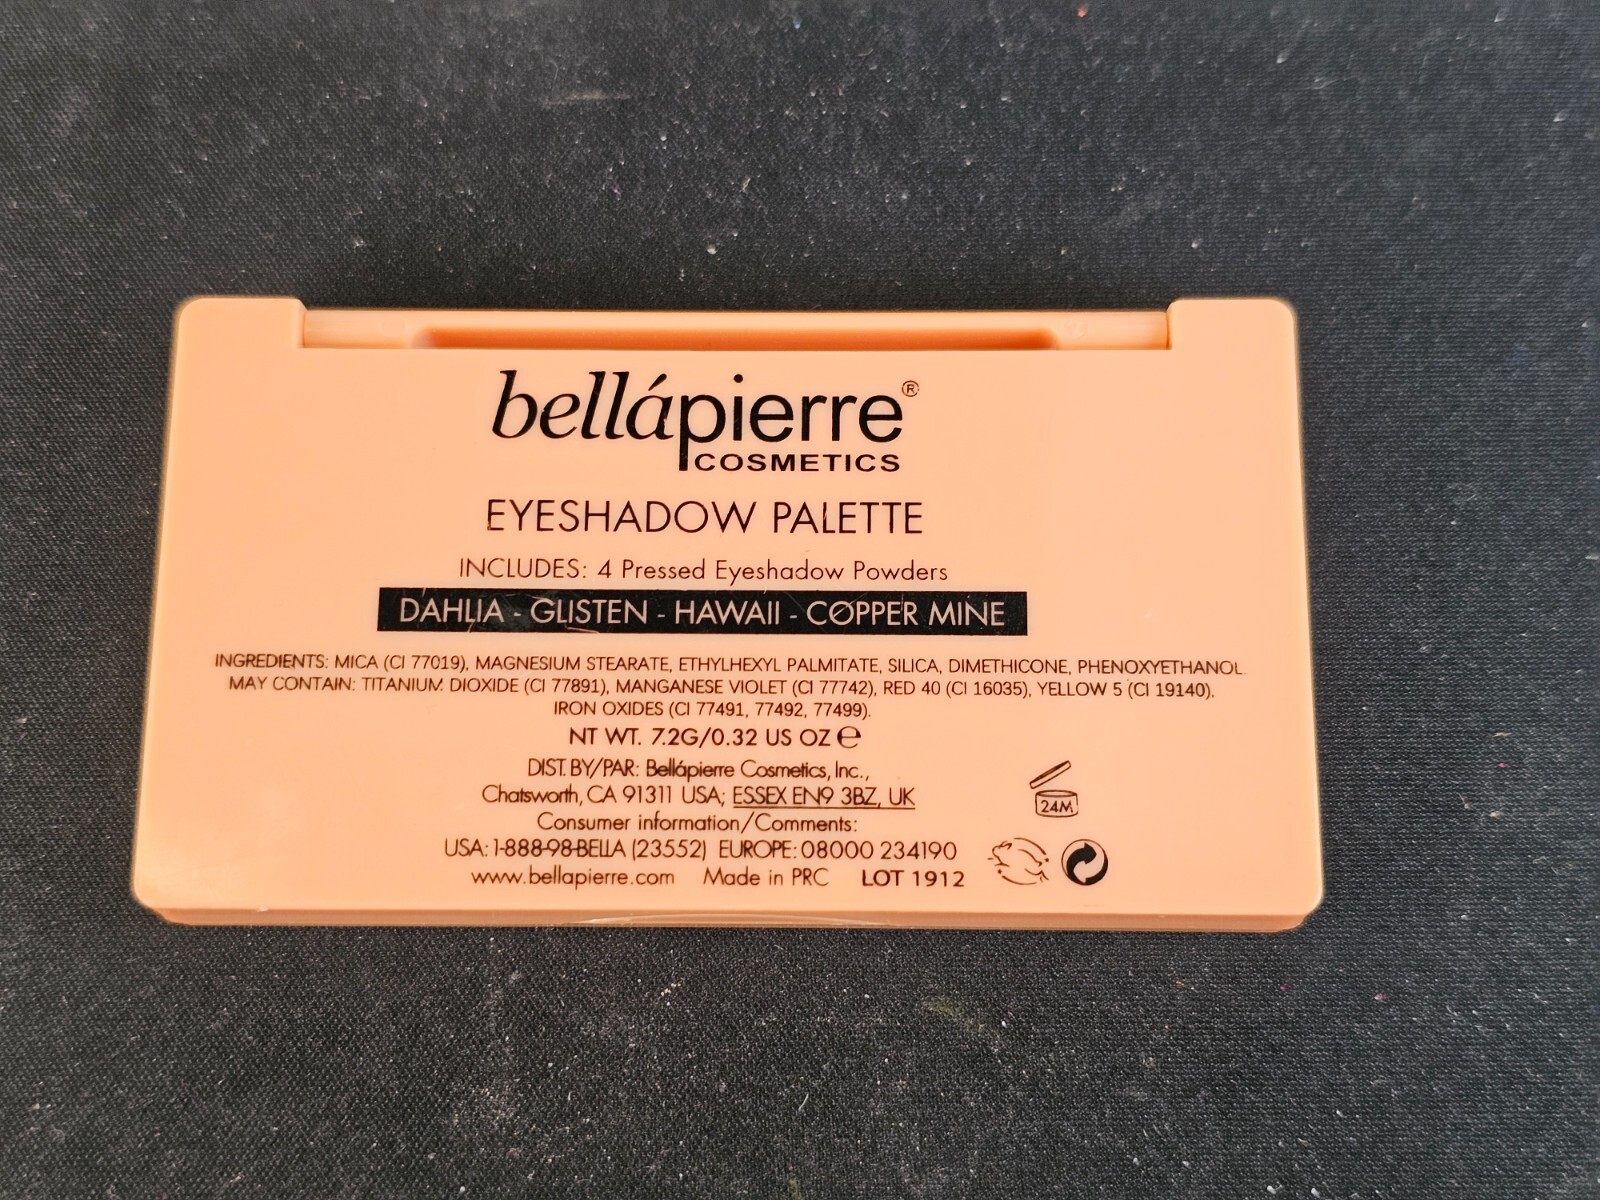 bellápierre®
COSMETICS
EYESHADOW PALETTE
INCLUDES: 4 Pressed Eyeshadow Powders
DAHLIA - GLISTEN - HAWAII - COPPER MINE
INGREDIENTS: MICA (CI 77019), MAGNESIUM STEARATE, ETHYLHEXYL PALMITATE, SILICA, DIMETHICONE, PHENOXYETHANOL.
MAY CONTAIN: TITANIUM DIOXIDE (CI 77891), MANGANESE VIOLET (CI 77742), RED 40 (CI 16035), YELLOW 5 (CI 19140).
IRON OXIDES (CI 77491, 77492, 77499).
NT WT. 7.2G/0.32 US OZ ℮
DIST. BY/PAR: Bellápierre Cosmetics, Inc.,
Chatsworth, CA 91311 USA; ESSEX EN9 3BZ, UK
Consumer information/Comments:
USA: 1-888-98-BELLA (23552) EUROPE: 08000 234190
www.bellapierre.com Made in PRC LOT 1912
24M